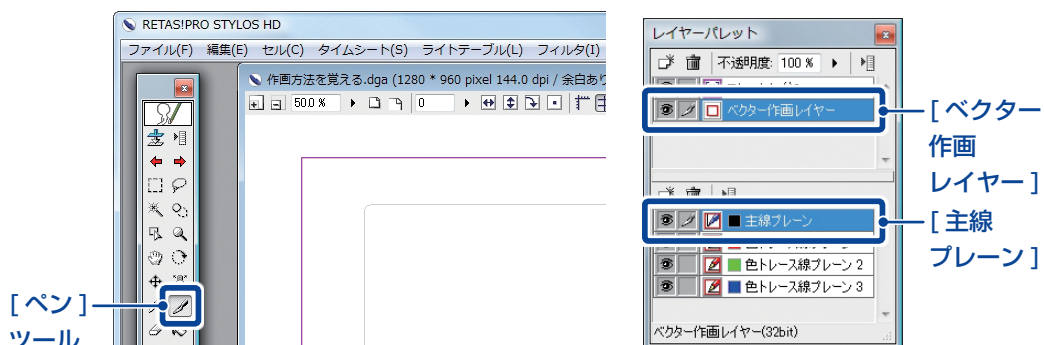 RETAS!PRO STYLOS HD
ファイル(F) 編集(E) セル(C) タイムシート(S) ライトテーブル(L) フィルタ(I)
作画方法を覚える.dga (1280 * 960 pixel 144.0 dpi / 余白あり
50.0 %
0
[ ペン ]
ツール
レイヤーパレット
不透明度: 100 %
ベクター作画レイヤー
主線プレーン
色トレース線プレーン 2
色トレース線プレーン 3
ベクター作画レイヤー(32bit)
[ ベクター
作画
レイヤー ]
[ 主線
プレーン ]